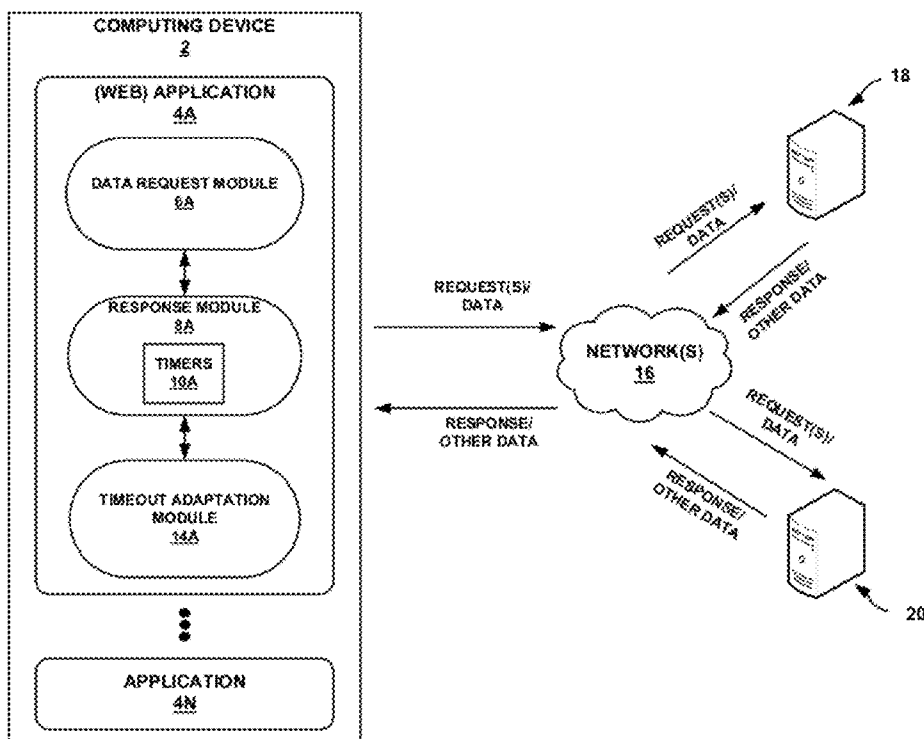 COMPUTING DEVICE
2
(WEB) APPLICATION
4A
DATA REQUEST MODULE
6A
RESPONSE MODULE
8A
TIMERS
10A
TIMEOUT ADAPTATION
MODULE
14A
APPLICATION
4N
REQUEST(S)/
DATA
RESPONSE/
OTHER DATA
NETWORK(S)
16
REQUEST(S)/
DATA
RESPONSE/
OTHER DATA
18
REQUEST(S)/
DATA
RESPONSE/
OTHER DATA
20